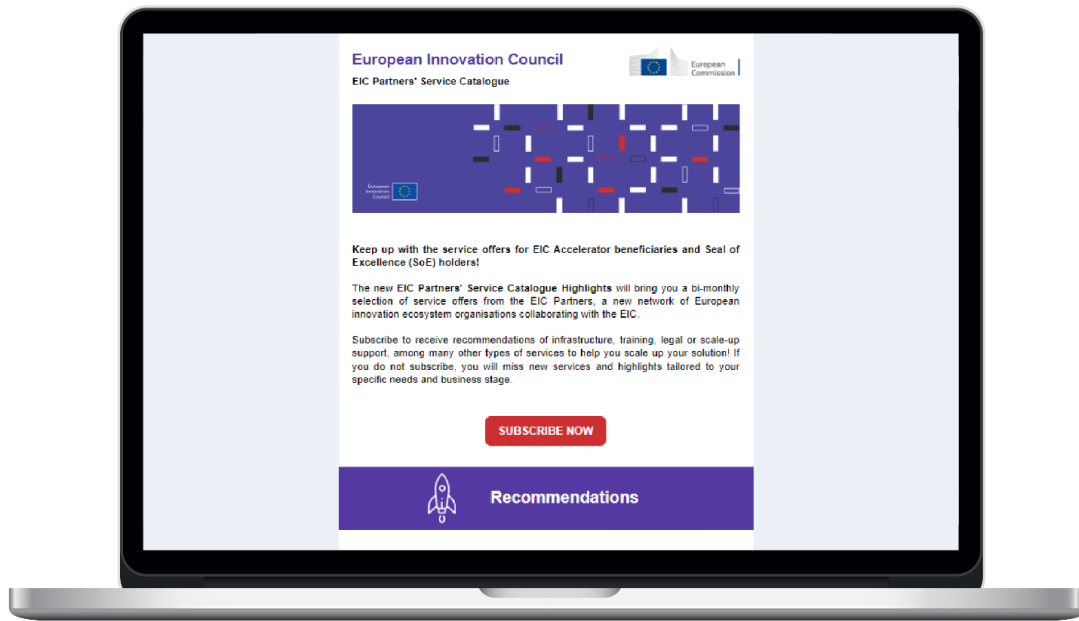 European Innovation Council
European
Commission
EIC Partners' Service Catalogue
European
Innovation
Council
Keep up with the service offers for EIC Accelerator beneficiaries and Seal of
Excellence (SoE) holders!
The new EIC Partners' Service Catalogue Highlights will bring you a bi-monthly
selection of service offers from the EIC Partners, a new network of European
innovation ecosystem organisations collaborating with the EIC.
Subscribe to receive recommendations of infrastructure, training, legal or scale-up
support, among many other types of services to help you scale up your solution! If
you do not subscribe, you will miss new services and highlights tailored to your
specific needs and business stage.
SUBSCRIBE NOW
Recommendations